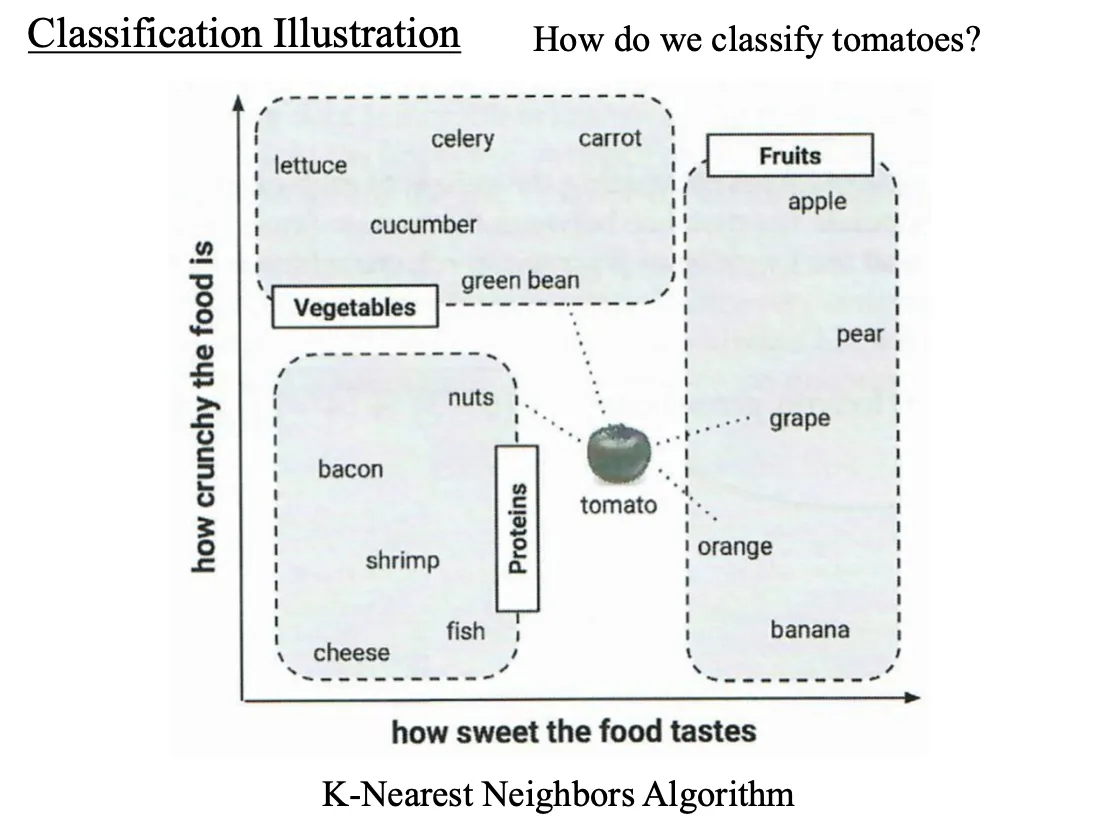 Classification Illustration
How do we classify tomatoes?
celery
carrot
lettuce
Fruits
apple
cucumber
green bean
Vegetables
pear
nuts
grape
bacon
tomato
Proteins
orange
shrimp
fish
banana
cheese
how crunchy the food is
how sweet the food tastes
K-Nearest Neighbors Algorithm